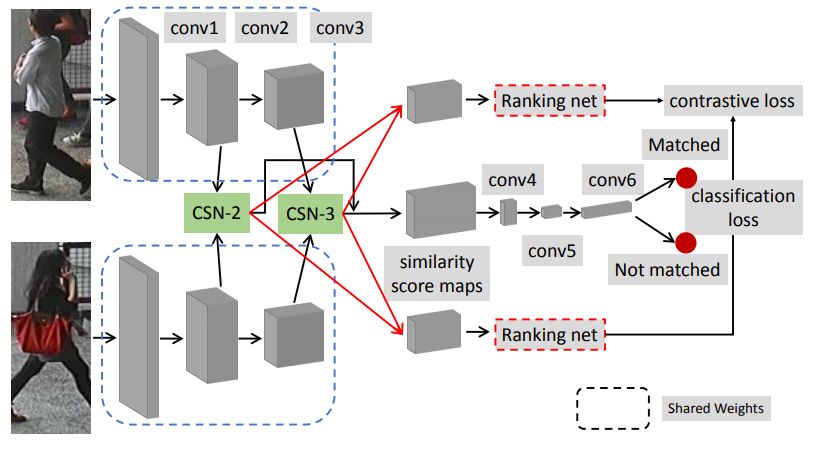 conv1
conv2
conv3
Ranking net
contrastive loss
Matched
conv4
conv6
classification
loss
CSN-2
CSN-3
conv5
similarity
score maps
Not matched
Ranking net
Shared Weights